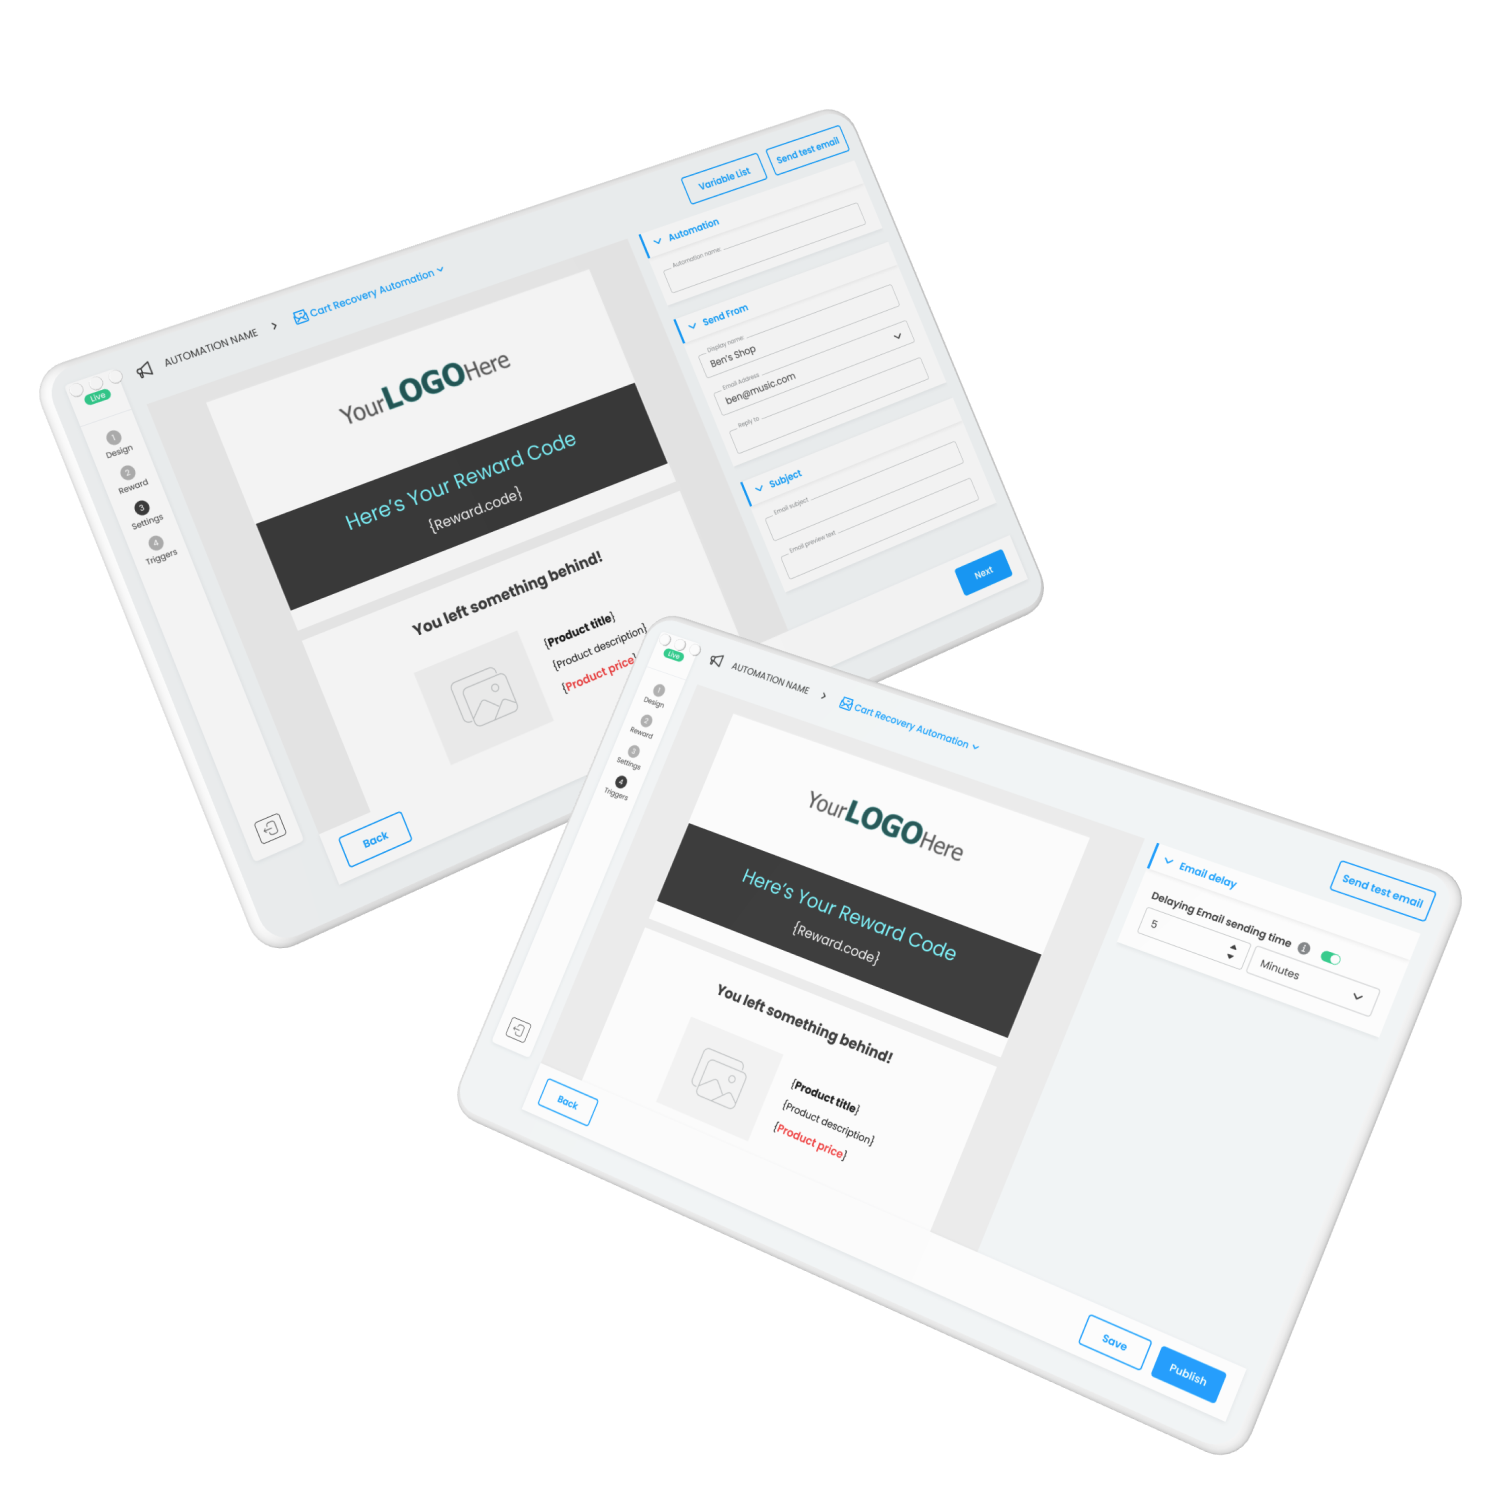 Variable List
Send test email
Live
AUTOMATION NAME
Cart Recovery Automation
1
Design
2
Reward
3
Settings
4
Triggers
YourLOGOHere
Here's Your Reward Code
{Reward.code}
You left something behind!
{Product title}
{Product description}
{Product price}
Automation
Automation name
Send From
Display name
Ben's Shop
Email Address
ben@music.com
Reply to
Subject
Email subject
Email preview text
Back
Next
Live
AUTOMATION NAME
Cart Recovery Automation
1
Design
2
Reward
3
Settings
4
Triggers
YourLOGOHere
Here's Your Reward Code
{Reward.code}
You left something behind!
{Product title}
{Product description}
{Product price}
Send test email
Email delay
Delaying Email sending time
5
Minutes
Back
Save
Publish